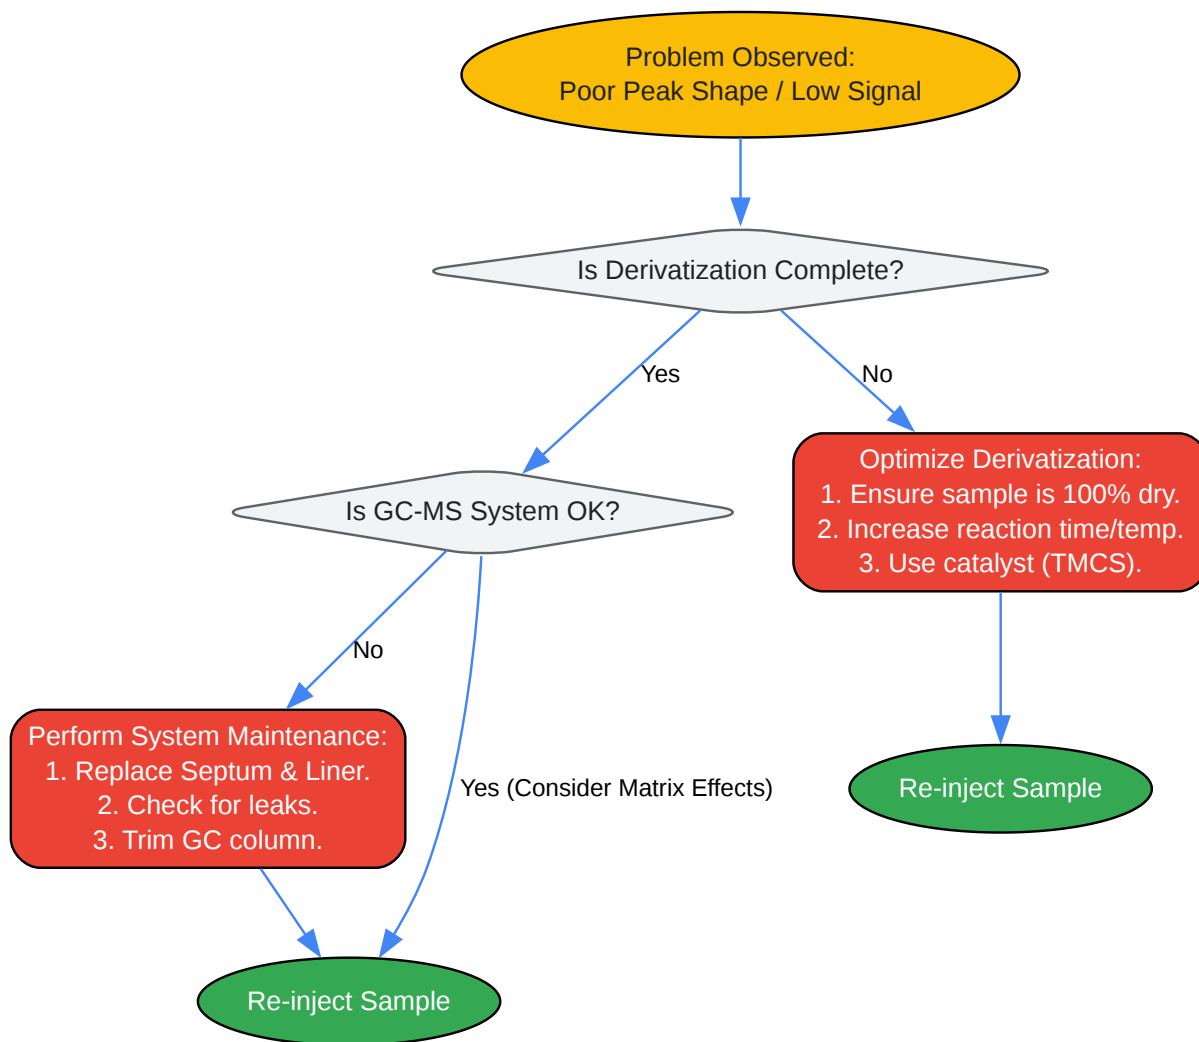 Problem Observed:
Poor Peak Shape / Low Signal
Is Derivatization Complete?
Yes
No
Optimize Derivatization:
1. Ensure sample is 100% dry.
2. Increase reaction time/temp.
3. Use catalyst (TMCS).
Is GC-MS System OK?
No
Perform System Maintenance:
1. Replace Septum & Liner.
2. Check for leaks.
3. Trim GC column.
Yes (Consider Matrix Effects)
Re-inject Sample
Re-inject Sample